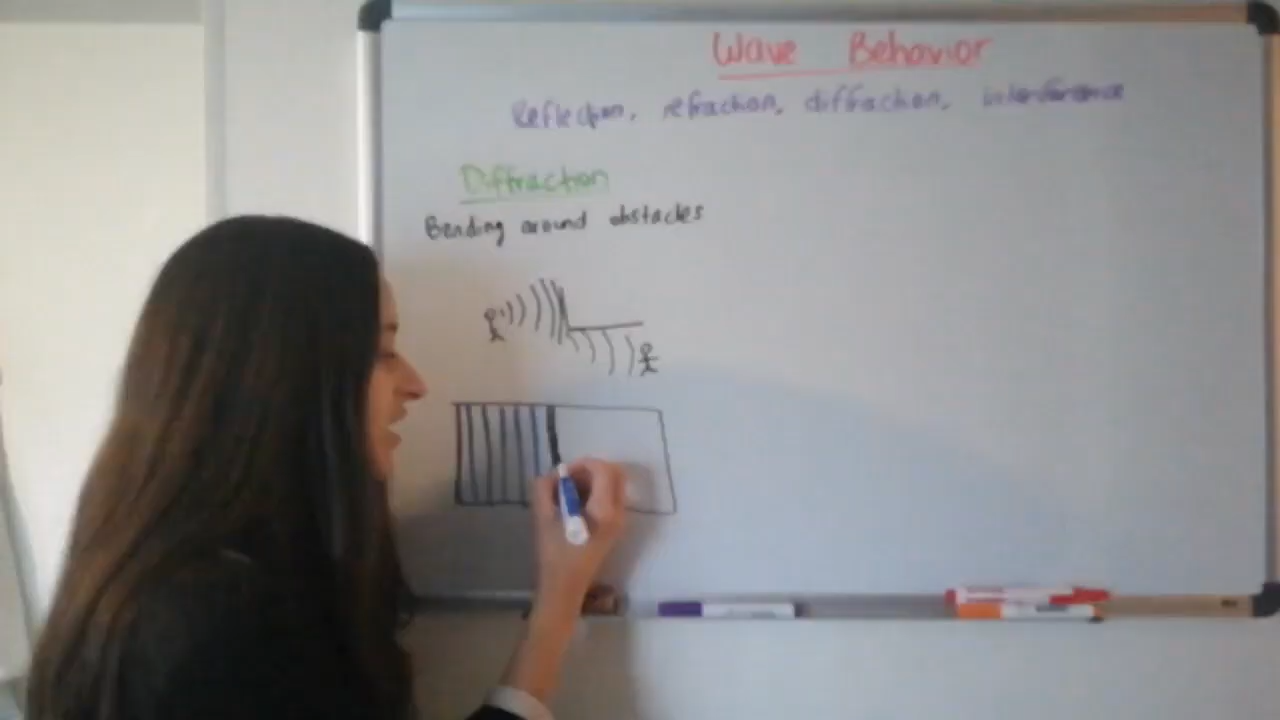 Wave Behavior
Reflection, refraction, diffraction, interference
Diffraction
Bending around obstacles